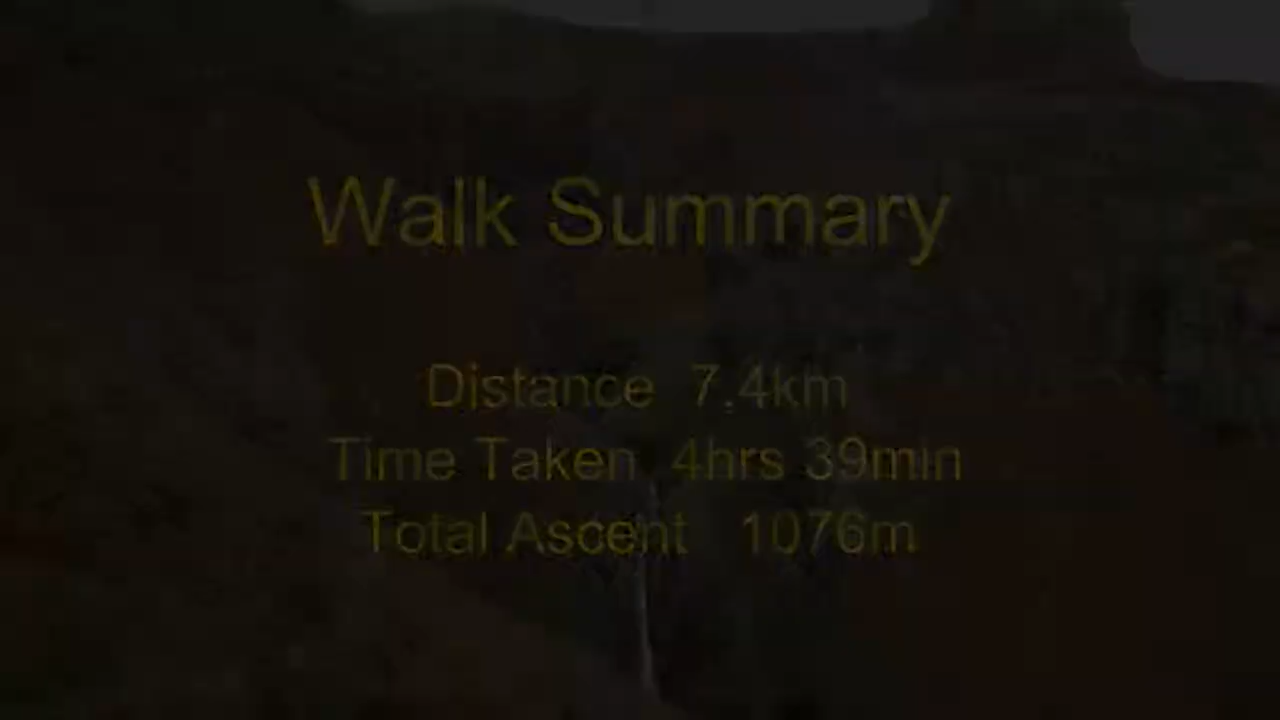 Walk Summary
Distance 7.4km
Time Taken 4hrs 39min
Total Ascent 1076m